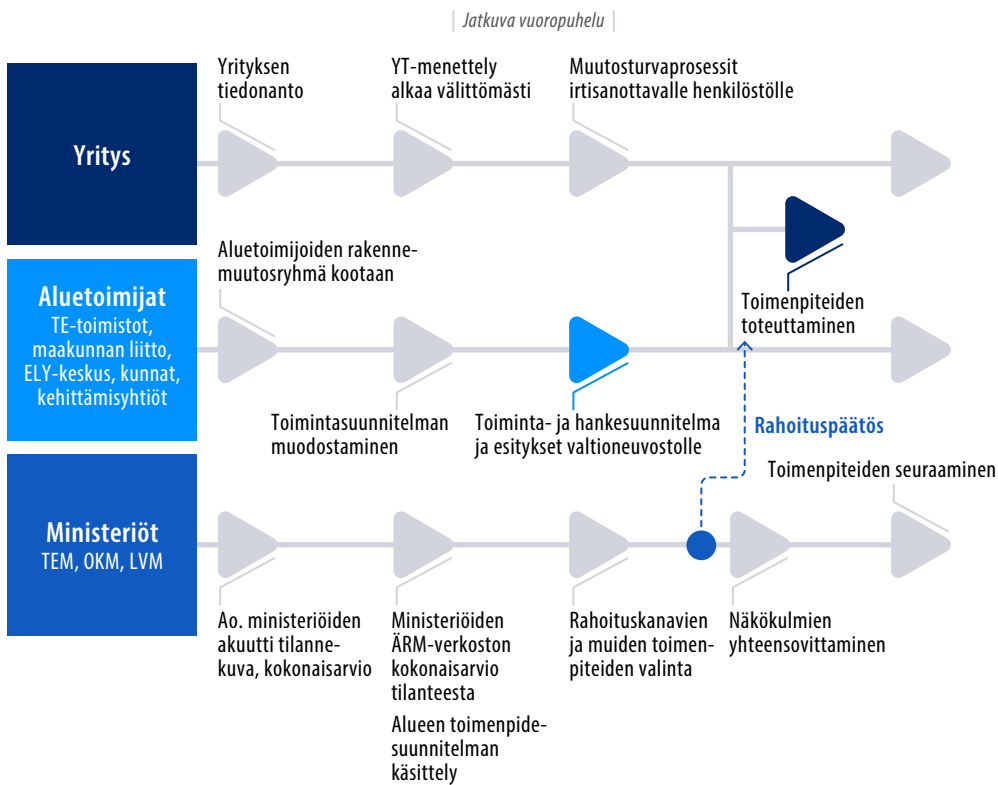 | Jatkuva vuoropuhelu |
Yritys
Yrityksen
tiedonanto
YT-menettely
alkaa välittömästi
Muutosturvaprosessit
irtisanottavalle henkilöstölle
Toimenpiteiden
toteuttaminen
Aluetoimijat
TE-toimistot,
maakunnan liitto,
ELY-keskus, kunnat,
kehittämisyhtiöt
Aluetoimijoiden rakenne-
muutosryhmä kootaan
Toimintasuunnitelman
muodostaminen
Toiminta- ja hankesuunnitelma
ja esitykset valtioneuvostolle
Rahoituspäätös
Ministeriöt
TEM, OKM, LVM
Ao. ministeriöiden
akuutti tilanne-
kuva, kokonaisarvio
Ministeriöiden
ÄRM-verkoston
kokonaisarvio
tilanteesta
Alueen toimenpide-
suunnitelman
käsittely
Rahoituskanavien
ja muiden toimen-
piteiden valinta
Näkökulmien
yhteensovittaminen
Toimenpiteiden seuraaminen